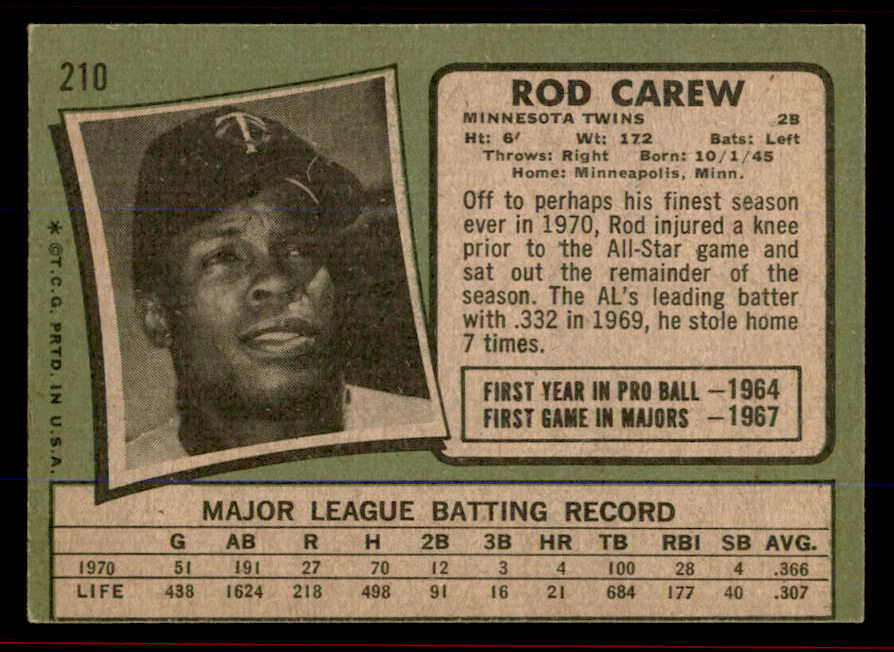 210
ROD CAREW
MINNESOTA TWINS 2B
Ht: 6' Wt: 172 Bats: Left
Throws: Right Born: 10/1/45
Home: Minneapolis, Minn.
Off to perhaps his finest season
ever in 1970, Rod injured a knee
prior to the All-Star game and
sat out the remainder of the
season. The AL's leading batter
with .332 in 1969, he stole home
7 times.
FIRST YEAR IN PRO BALL —1964
FIRST GAME IN MAJORS —1967
T C
* ©T.C.G. PRTD. IN U.S.A.
MAJOR LEAGUE BATTING RECORD
G AB R H 2B 3B HR TB RBI SB AVG.
1970 51 191 27 70 12 3 4 100 28 4 .366
LIFE 438 1624 218 498 91 16 21 684 177 40 .307